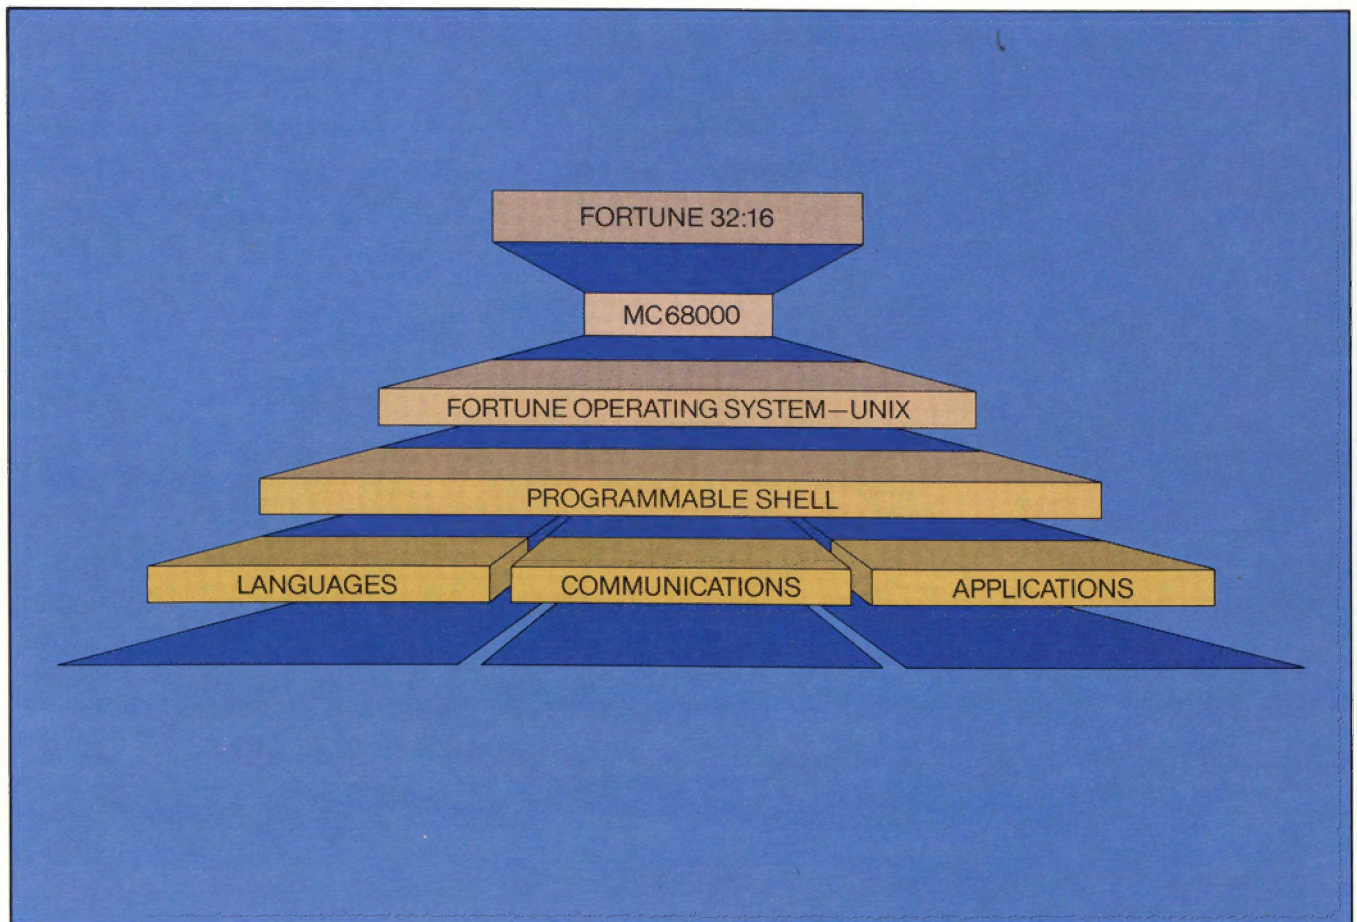 FORTUNE 32:16
MC68000
FORTUNE OPERATING SYSTEM—UNIX
PROGRAMMABLE SHELL
LANGUAGES
COMMUNICATIONS
APPLICATIONS